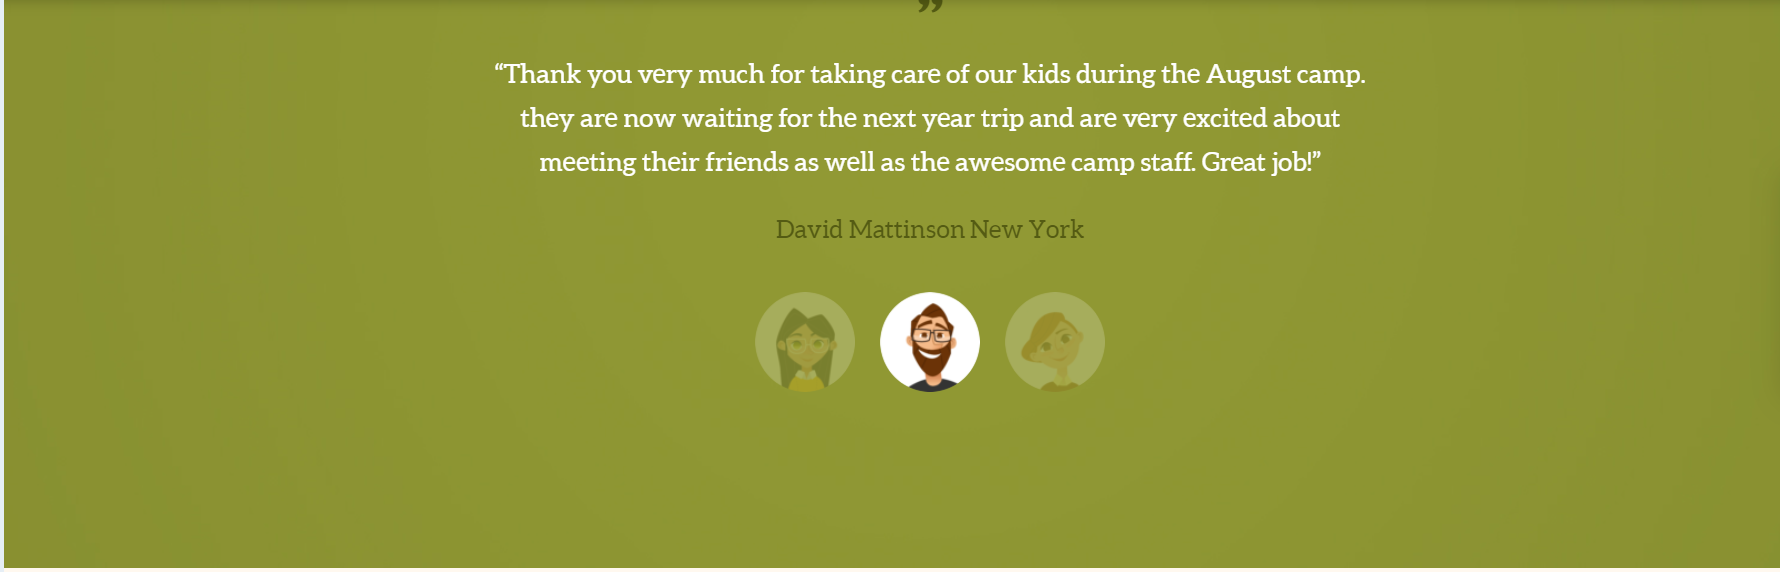 ”
“Thank you very much for taking care of our kids during the August camp.
they are now waiting for the next year trip and are very excited about
meeting their friends as well as the awesome camp staff. Great job!”
David Mattinson New York